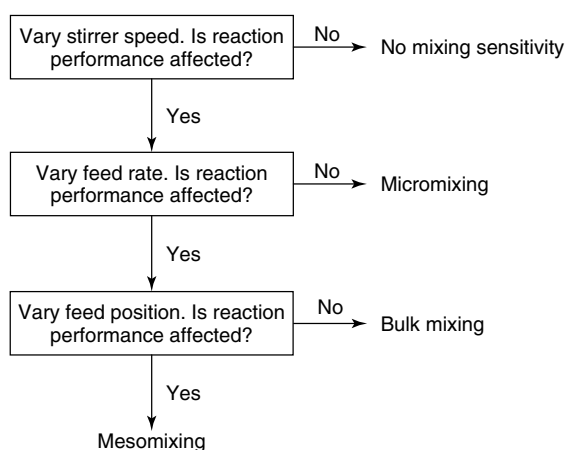 Vary stirrer speed. Is reaction
performance affected?
No
No mixing sensitivity
Yes
Vary feed rate. Is reaction
performance affected?
No
Micromixing
Yes
Vary feed position. Is reaction
performance affected?
No
Bulk mixing
Yes
Mesomixing